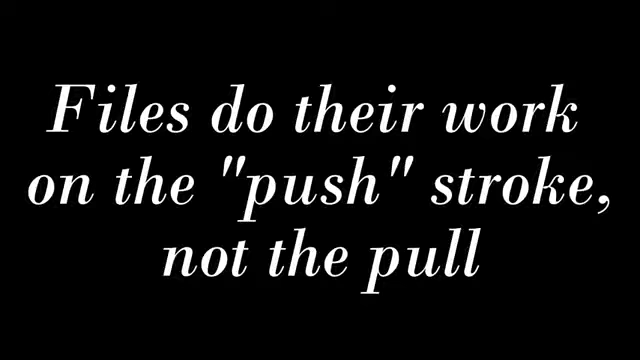 Files do their work
on the "push" stroke,
not the pull